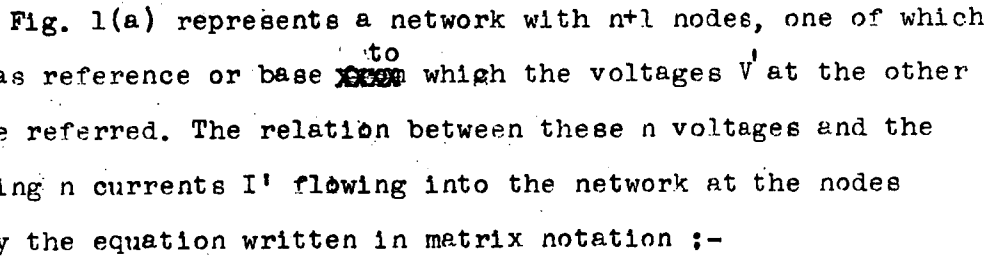 Fig. 1(a) represents a network with n+1 nodes, one of which
as reference or base to which the voltages V' at the other
e referred. The relation between these n voltages and the
ing n currents I' flowing into the network at the nodes
y the equation written in matrix notation :-